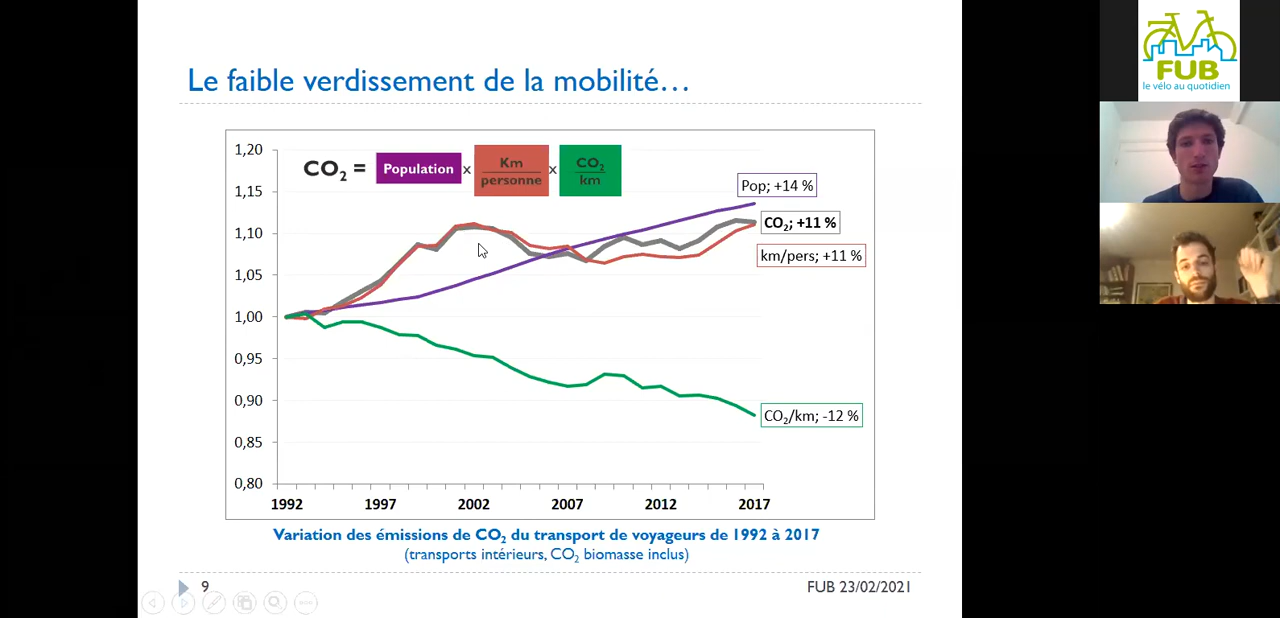 Le faible verdissement de la mobilité…
CO₂ = Population x Km personne x CO₂ km
1,20
1,15
1,10
1,05
1,00
0,95
0,90
0,85
0,80
Pop; +14 %
CO₂; +11 %
km/pers; +11 %
CO₂/km; -12 %
1992 1997 2002 2007 2012 2017
Variation des émissions de CO₂ du transport de voyageurs de 1992 à 2017
(transports intérieurs, CO₂ biomasse inclus)
9
FUB 23/02/2021
FUB
le vélo au quotidien